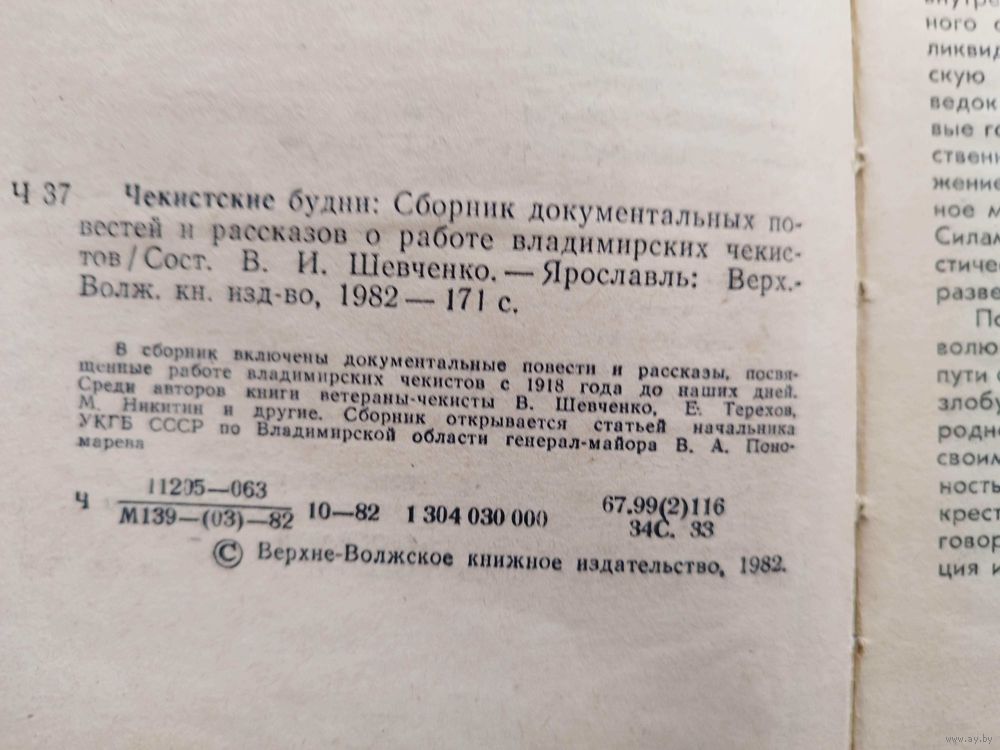 Ч 37 Чекистские будни: Сборник документальных по-
вестей и рассказов о работе владимирских чекис-
тов / Сост. В. И. Шевченко. — Ярославль: Верх.-
Волж. кн. изд-во, 1982 — 171 с.
В сборник включены документальные повести и рассказы, посвя-
щенные работе владимирских чекистов с 1918 года до наших дней.
Среди авторов книги ветераны-чекисты В. Шевченко, Е. Терехов,
М. Никитин и другие. Сборник открывается статьей начальника
УКГБ СССР по Владимирской области генерал-майора В. А. Поно-
марева
Ч 11205—063
М139—(03)—82 10—82 1 304 030 000 67.99(2)116
34С. 33
© Верхне-Волжское книжное издательство, 1982.
ного
ликвид
скую
ведок
вые го
ствени
жение
ное м
Силам
стичес
разве
По
волю
пути с
злобу
родно
своим
ность
крест
говор
ция и
www.ay.by